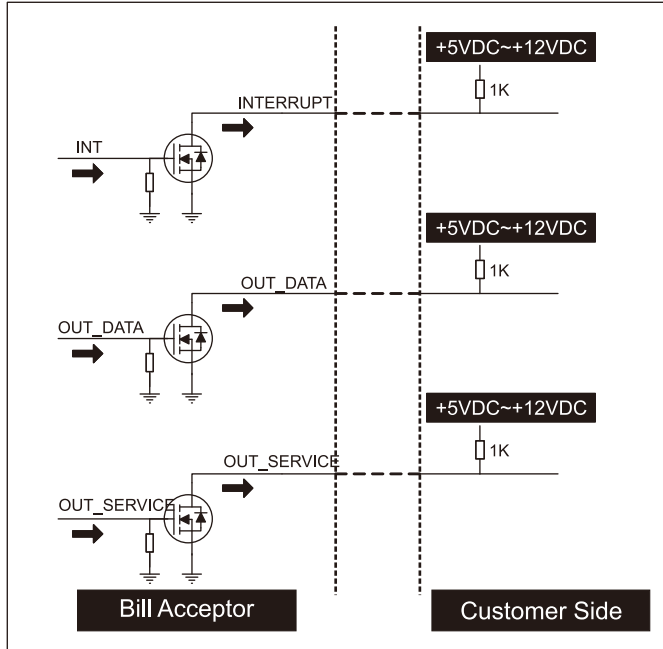 +5VDC~+12VDC
1K
INTERRUPT
INT
+5VDC~+12VDC
1K
OUT_DATA
OUT_DATA
+5VDC~+12VDC
1K
OUT_SERVICE
OUT_SERVICE
Bill Acceptor
Customer Side